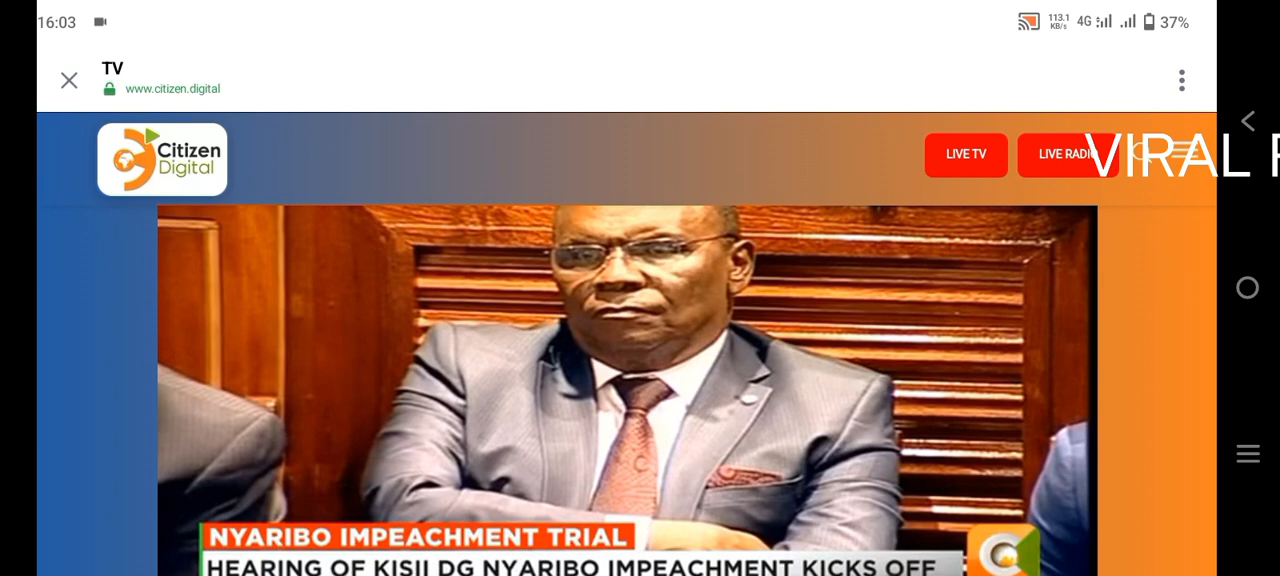 16:03
113.1 KB/s 4G 37%
TV
www.citizen.digital
Citizen
Digital
LIVE TV
LIVE RADIO
VIRAL
NYARIBO IMPEACHMENT TRIAL
HEARING OF KISII DG NYARIBO IMPEACHMENT KICKS OFF